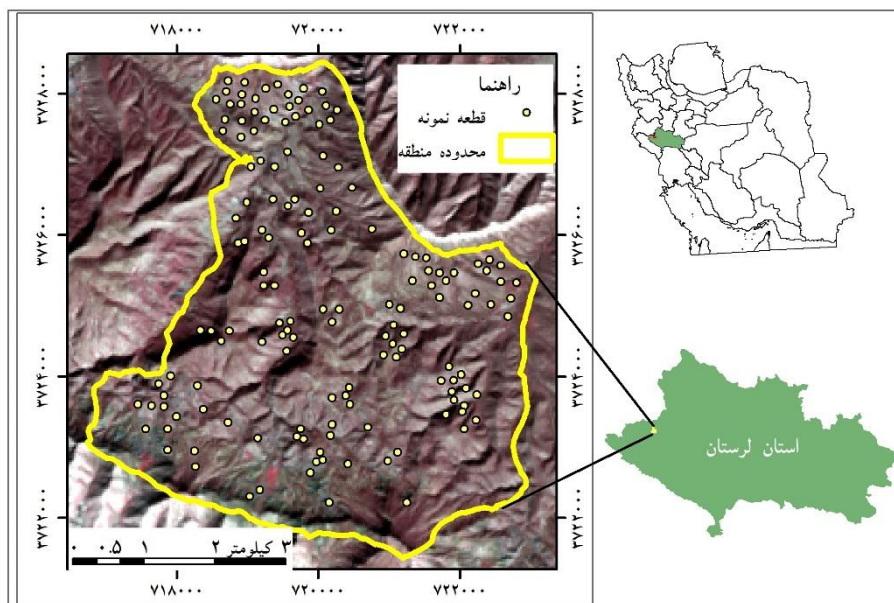 ۷۱۸۰۰۰ ۷۲۰۰۰۰ ۷۲۲۰۰۰
راهنما
قطعه نمونه
محدوده منطقه
۳۷۲۸۰۰۰ ۳۷۲۸۰۰۰
۳۷۲۶۰۰۰ ۳۷۲۶۰۰۰
۳۷۲۴۰۰۰ ۳۷۲۴۰۰۰
استان لرستان
۳۷۲۲۰۰۰ ۳۷۲۲۰۰۰
۰ ۰.۵ ۱ ۲ ۳ کیلومتر
۷۱۸۰۰۰ ۷۲۰۰۰۰ ۷۲۲۰۰۰